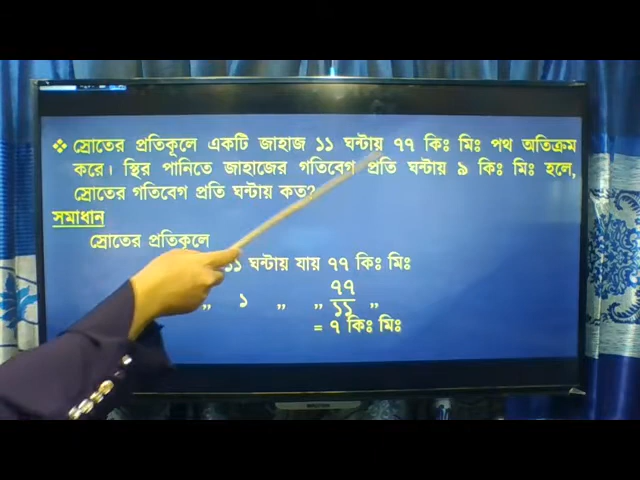 ❖ স্রোতের প্রতিকূলে একটি জাহাজ ১১ ঘন্টায় ৭৭ কিঃ মিঃ পথ অতিক্রম
করে। স্থির পানিতে জাহাজের গতিবেগ প্রতি ঘন্টায় ৯ কিঃ মিঃ হলে,
স্রোতের গতিবেগ প্রতি ঘন্টায় কত?
সমাধান
স্রোতের প্রতিকূলে
১১ ঘন্টায় যায় ৭৭ কিঃ মিঃ
৭৭
„ ১ „ „ „
১১
= ৭ কিঃ মিঃ